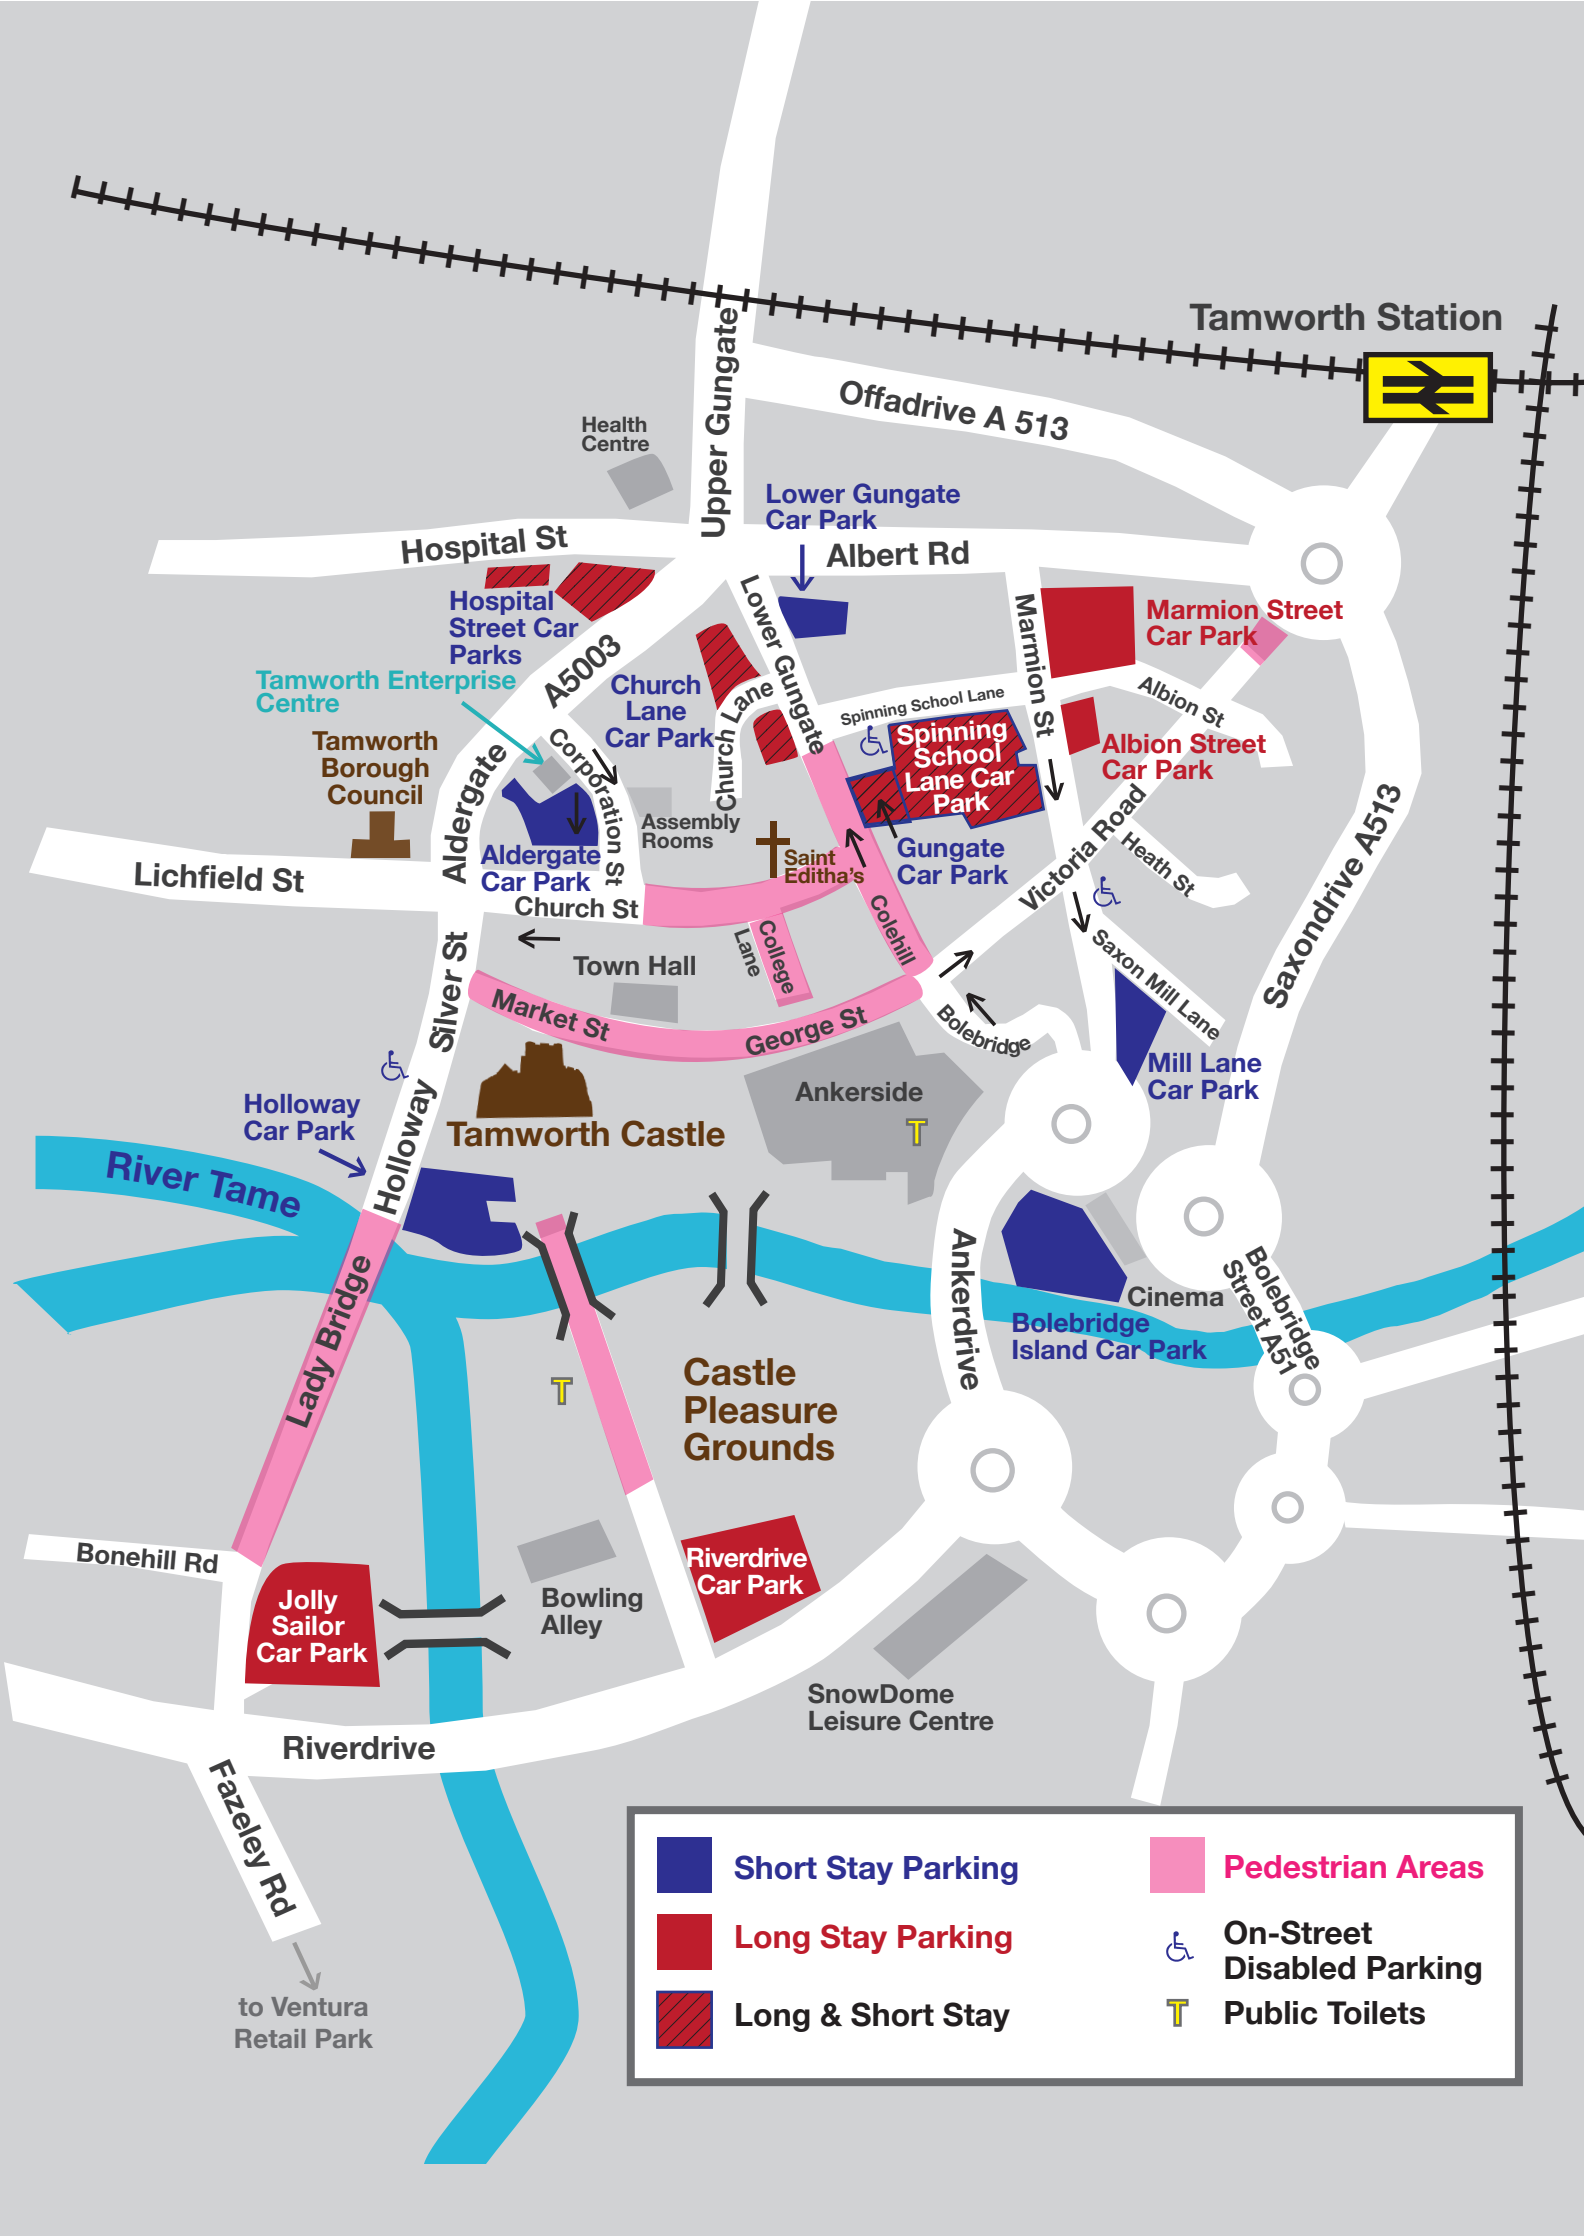 Tamworth Station
Upper Gungate
Offadrive A 513
Health
Centre
Lower Gungate
Car Park
Hospital St
Albert Rd
Hospital
Street Car
Parks
Lower Gungate
Marmion St
Marmion Street
Car Park
A5003
Tamworth Enterprise
Centre
Church
Lane
Car Park
Church Lane
Spinning School Lane
Albion St
Tamworth
Borough
Council
Aldergate
Corporation St
Spinning
School
Lane Car
Park
Albion Street
Car Park
Assembly
Rooms
Saint
Editha's
Gungate
Car Park
Victoria Road
Heath St
Saxondrive A513
Lichfield St
Aldergate
Car Park
Church St
Colehill
College
Lane
Town Hall
Saxon Mill Lane
Silver St
Market St
George St
Bolebridge
Mill Lane
Car Park
Ankerside
T
Holloway
Car Park
Holloway
Tamworth Castle
River Tame
Ankerdrive
Cinema
Bolebridge
Street A51
Bolebridge
Island Car Park
Lady Bridge
T
Castle
Pleasure
Grounds
Bonehill Rd
Jolly
Sailor
Car Park
Bowling
Alley
Riverdrive
Car Park
SnowDome
Leisure Centre
Riverdrive
Fazeley Rd
to Ventura
Retail Park
Short Stay Parking
Long Stay Parking
Long & Short Stay
Pedestrian Areas
On-Street
Disabled Parking
T
Public Toilets